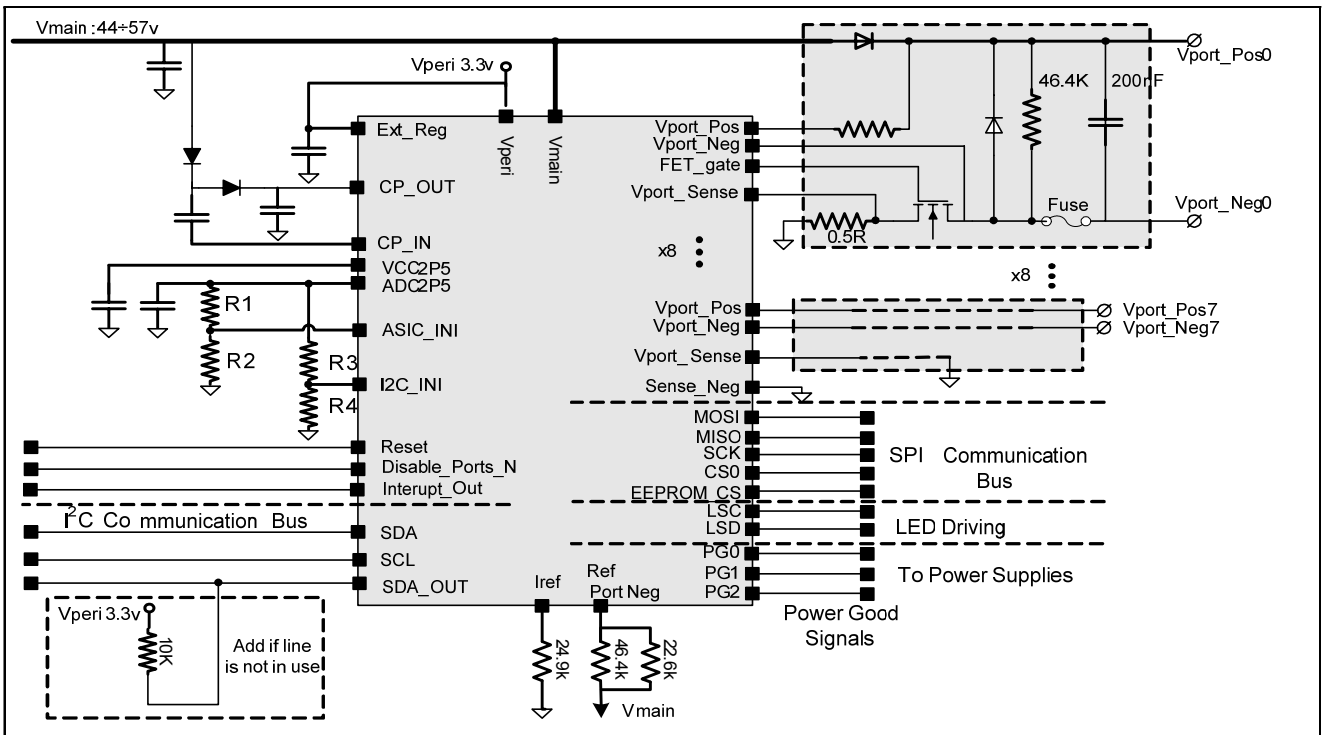 Vmain :44÷57v
Vperi 3.3v
Vport_Pos0
46.4K
200nF
Ext_Reg
Vperi
Vmain
Vport_Pos
Vport_Neg
FET_gate
Vport_Sense
CP_OUT
Fuse
Vport_Neg0
0.5R
CP_IN
x8
VCC2P5
ADC2P5
x8
R1
ASIC_INI
R2
R3
I2C_INI
R4
Vport_Pos
Vport_Neg
Vport_Pos7
Vport_Neg7
Vport_Sense
Sense_Neg
MOSI
MISO
SCK
CS0
EEPROM_CS
SPI Communication
Bus
Reset
Disable_Ports_N
Interupt_Out
LSC
LSD
LED Driving
I2C Co mmunication Bus
SDA
SCL
SDA_OUT
PG0
PG1
PG2
To Power Supplies
Power Good
Signals
Iref
Ref
Port Neg
24.9k
46.4k
22.6k
Vmain
Vperi 3.3v
10K
Add if line
is not in use